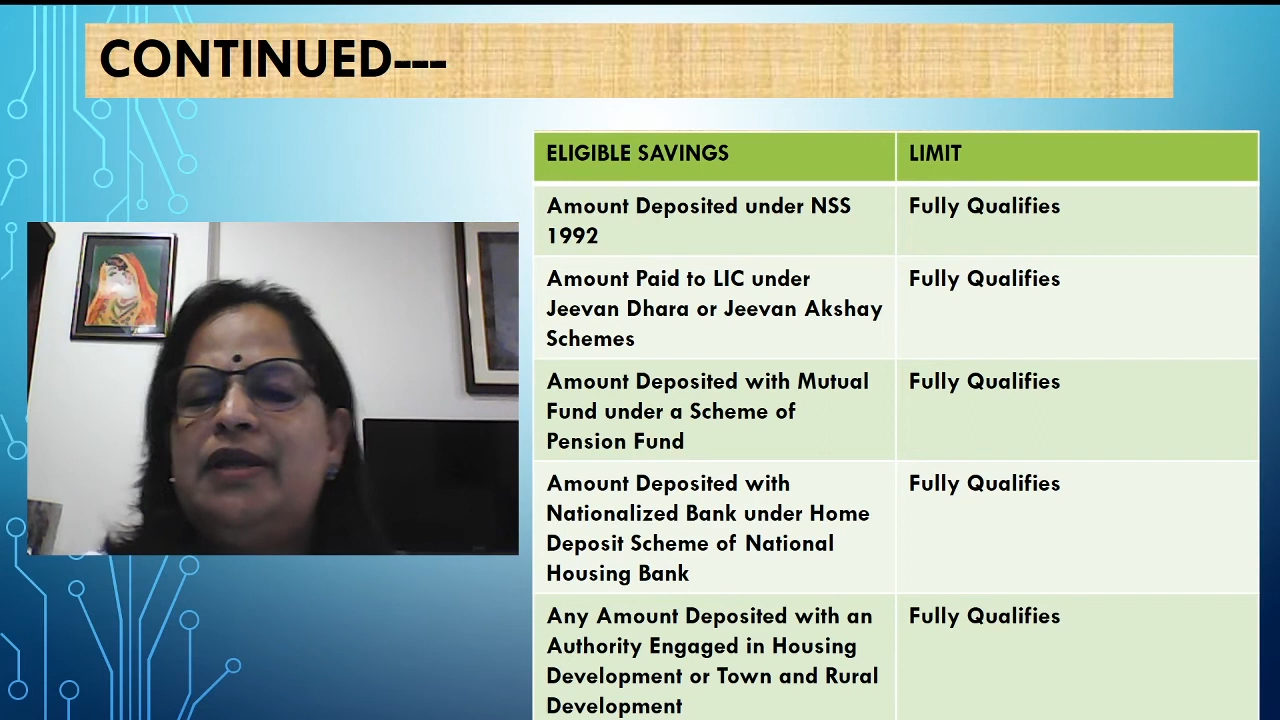 CONTINUED---
ELIGIBLE SAVINGS
LIMIT
Amount Deposited under NSS
1992
Fully Qualifies
Amount Paid to LIC under
Jeevan Dhara or Jeevan Akshay
Schemes
Fully Qualifies
Amount Deposited with Mutual
Fund under a Scheme of
Pension Fund
Fully Qualifies
Amount Deposited with
Nationalized Bank under Home
Deposit Scheme of National
Housing Bank
Fully Qualifies
Any Amount Deposited with an
Authority Engaged in Housing
Development or Town and Rural
Development
Fully Qualifies